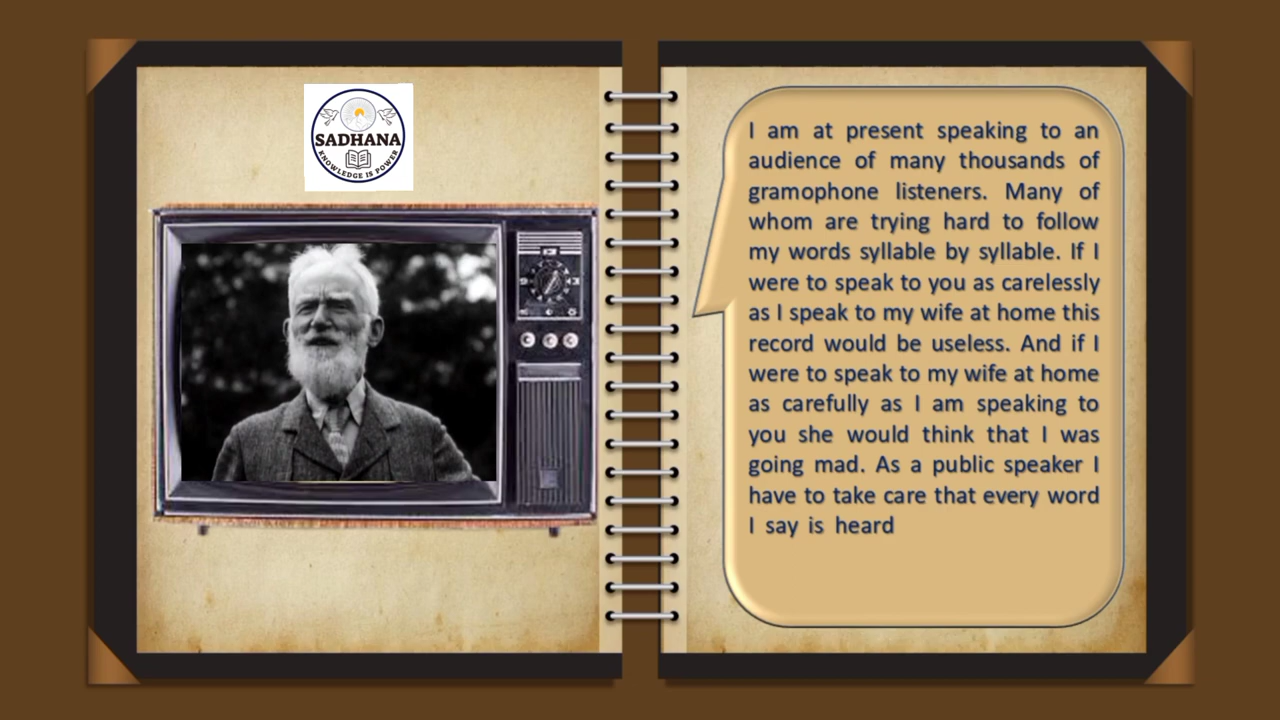 SADHANA
KNOWLEDGE IS POWER
I am at present speaking to an
audience of many thousands of
gramophone listeners. Many of
whom are trying hard to follow
my words syllable by syllable. If I
were to speak to you as carelessly
as I speak to my wife at home this
record would be useless. And if I
were to speak to my wife at home
as carefully as I am speaking to
you she would think that I was
going mad. As a public speaker I
have to take care that every word
I say is heard